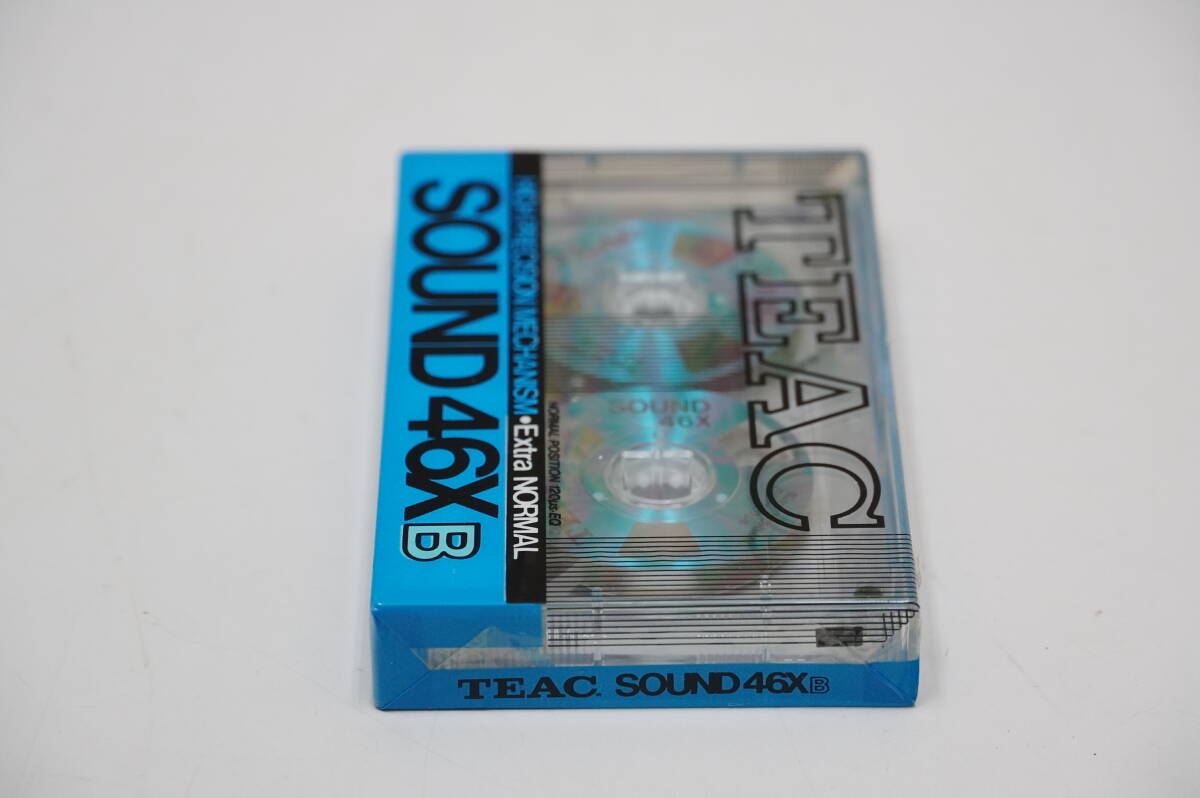 TEAC
SOUND
46X
NORMAL POSITION 120μs·EQ
HIGH PRECISION MECHANISM • Extra NORMAL
SOUND 46X B
TEAC. SOUND 46X B